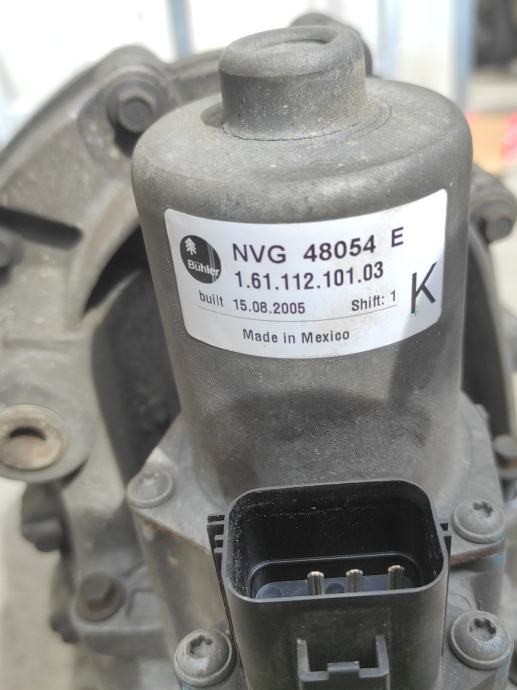 Bühler
NVG 48054 E
1.61.112.101.03
built 15.08.2005 Shift: 1
K
Made in Mexico